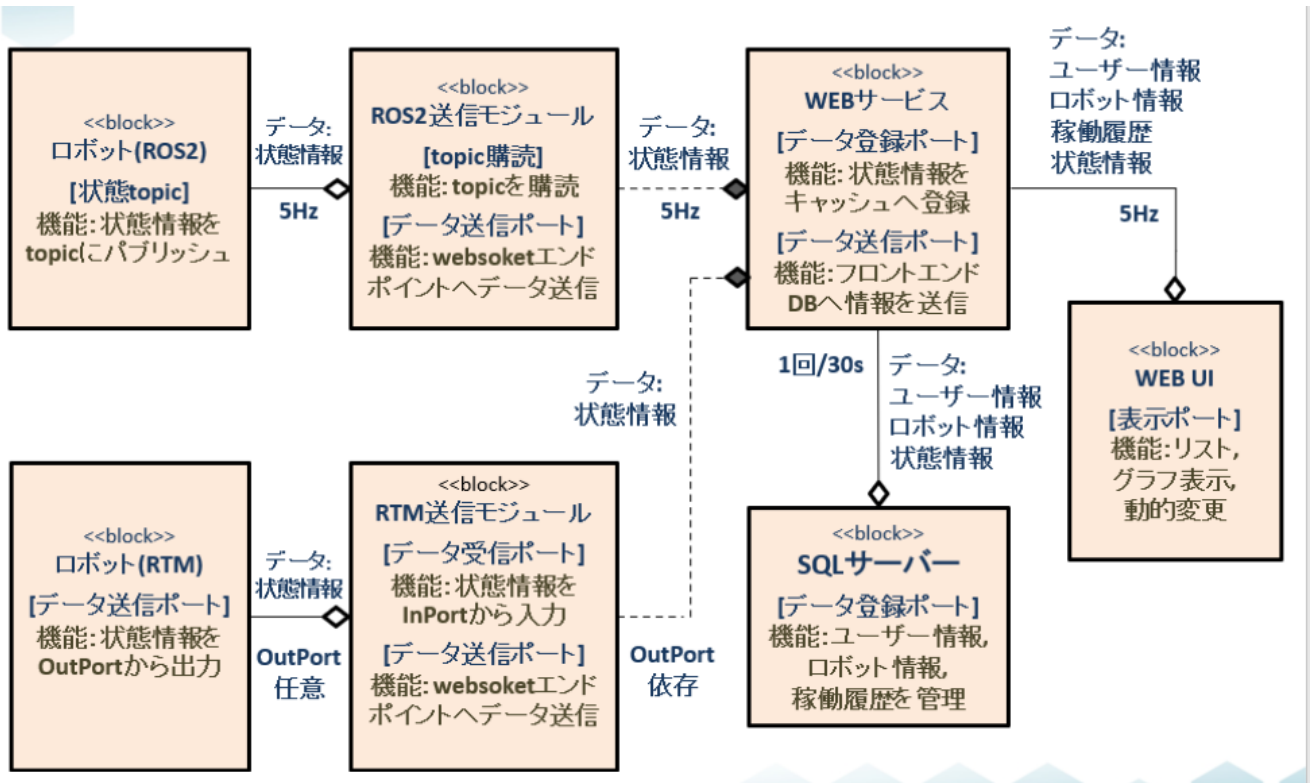 <<block>>
ロボット(ROS2)
[状態topic]
機能:状態情報を
topicにパブリッシュ
データ:
状態情報
5Hz
<<block>>
ROS2送信モジュール
[topic購読]
機能:topicを購読
[データ送信ポート]
機能:websoketエンド
ポイントへデータ送信
データ:
状態情報
5Hz
<<block>>
WEBサービス
[データ登録ポート]
機能:状態情報を
キャッシュへ登録
[データ送信ポート]
機能:フロントエンド
DBへ情報を送信
データ:
ユーザー情報
ロボット情報
稼働履歴
状態情報
5Hz
<<block>>
WEB UI
[表示ポート]
機能:リスト,
グラフ表示,
動的変更
1回/30s
データ:
ユーザー情報
ロボット情報
状態情報
データ:
状態情報
<<block>>
ロボット(RTM)
[データ送信ポート]
機能:状態情報を
OutPortから出力
データ:
状態情報
OutPort
任意
<<block>>
RTM送信モジュール
[データ受信ポート]
機能:状態情報を
InPortから入力
[データ送信ポート]
機能:websoketエンド
ポイントへデータ送信
OutPort
依存
<<block>>
SQLサーバー
[データ登録ポート]
機能:ユーザー情報,
ロボット情報,
稼働履歴を管理